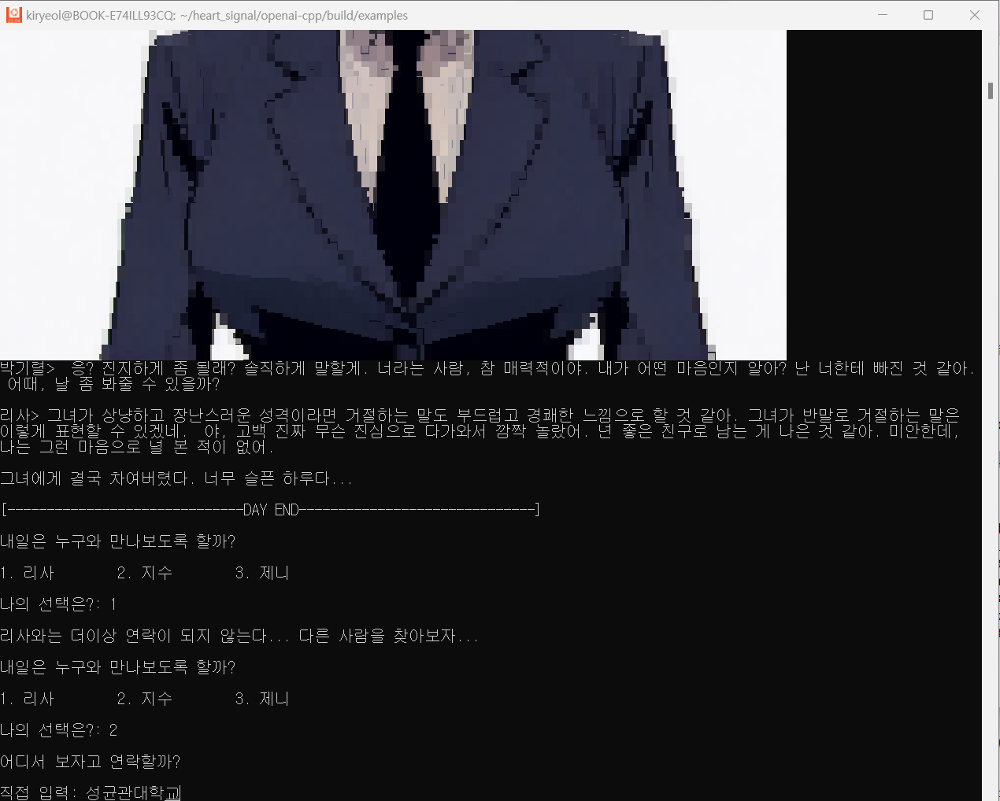 kiryeol@BOOK-E74ILL93CQ: ~/heart_signal/openai-cpp/build/examples
박기렬>  응? 진지하게 좀 될래? 솔직하게 말할게. 너라는 사람, 참 매력적이야. 내가 어떤 마음인지 알아? 난 너한테 빠진 것 같아.
어때, 날 좀 봐줄 수 있을까?
리사> 그녀가 상냥하고 장난스러운 성격이라면 거절하는 말도 부드럽고 경쾌한 느낌으로 할 것 같아. 그녀가 반말로 거절하는 말은
이렇게 표현할 수 있겠네.  야, 고백 진짜 무슨 진심으로 다가와서 깜짝 놀랐어. 넌 좋은 친구로 남는 게 나은 것 같아. 미안한데,
나는 그런 마음으로 널 본 적이 없어.
그녀에게 결국 차여버렸다. 너무 슬픈 하루다...
[------------------------------DAY END------------------------------]
내일은 누구와 만나보도록 할까?
1. 리사        2. 지수        3. 제니
나의 선택은?: 1
리사와는 더이상 연락이 되지 않는다... 다른 사람을 찾아보자...
내일은 누구와 만나보도록 할까?
1. 리사        2. 지수        3. 제니
나의 선택은?: 2
어디서 보자고 연락할까?
직접 입력: 성균관대학교